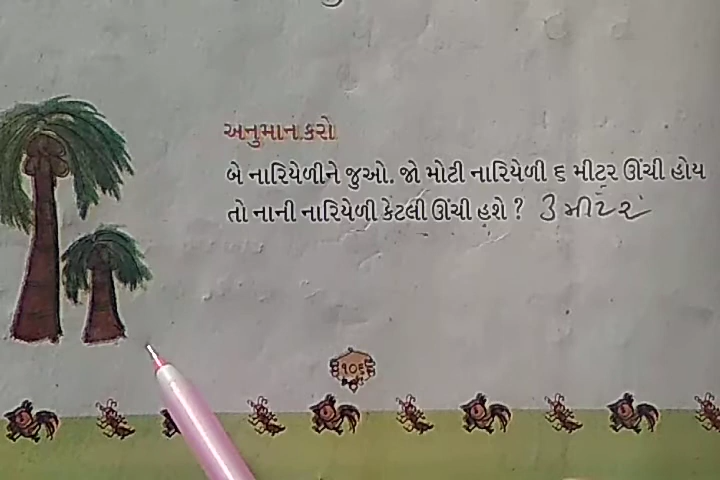 અનુમાન કરો
બે નારિયેળીને જુઓ. જો મોટી નારિયેળી ૬ મીટર ઊંચી હોય
તો નાની નારિયેળી કેટલી ઊંચી હશે ? 3 મીટર
૧૦૬